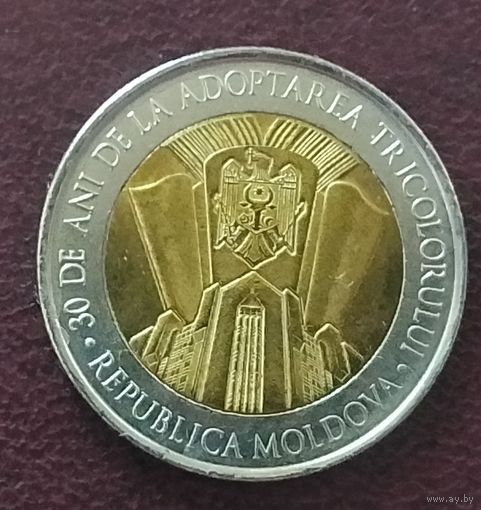 30 DE ANI DE LA ADOPTAREA TRICOLORULUI
• REPUBLICA MOLDOVA •
www.ay.by